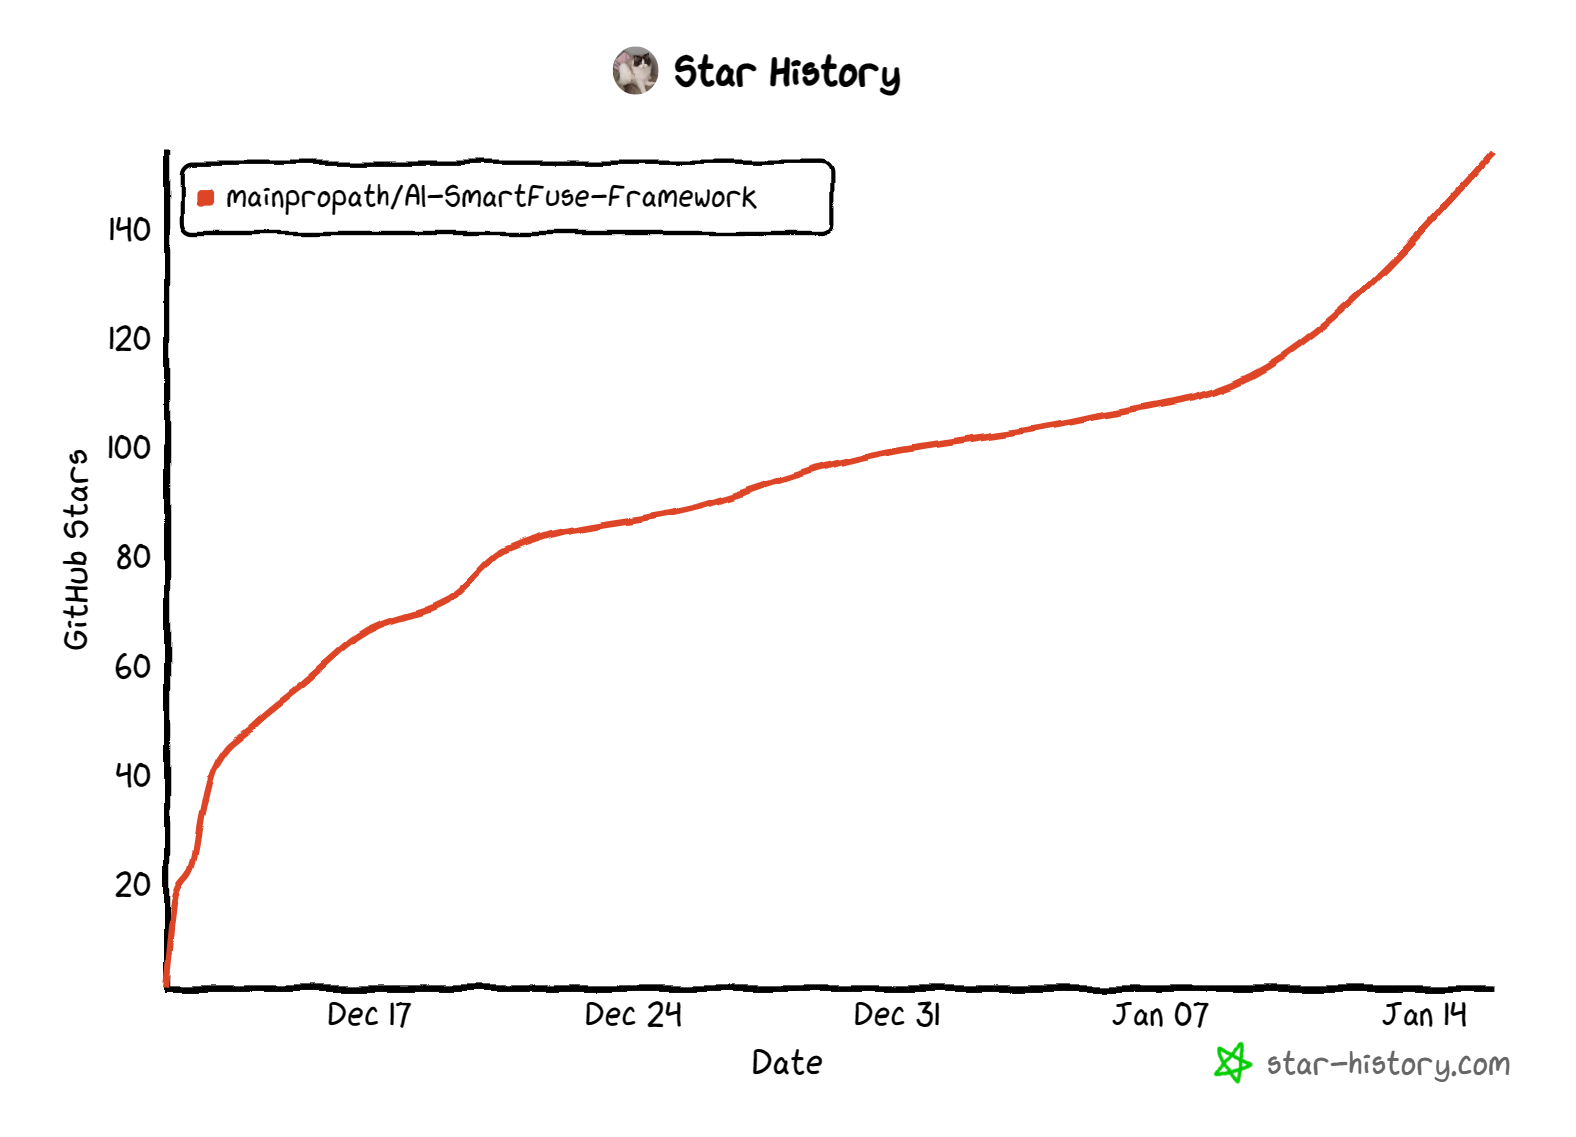 Star History
mainpropath/AI-SmartFuse-Framework
140
120
100
80
60
40
20
GitHub Stars
Dec 17
Dec 24
Dec 31
Jan 07
Jan 14
Date
star-history.com